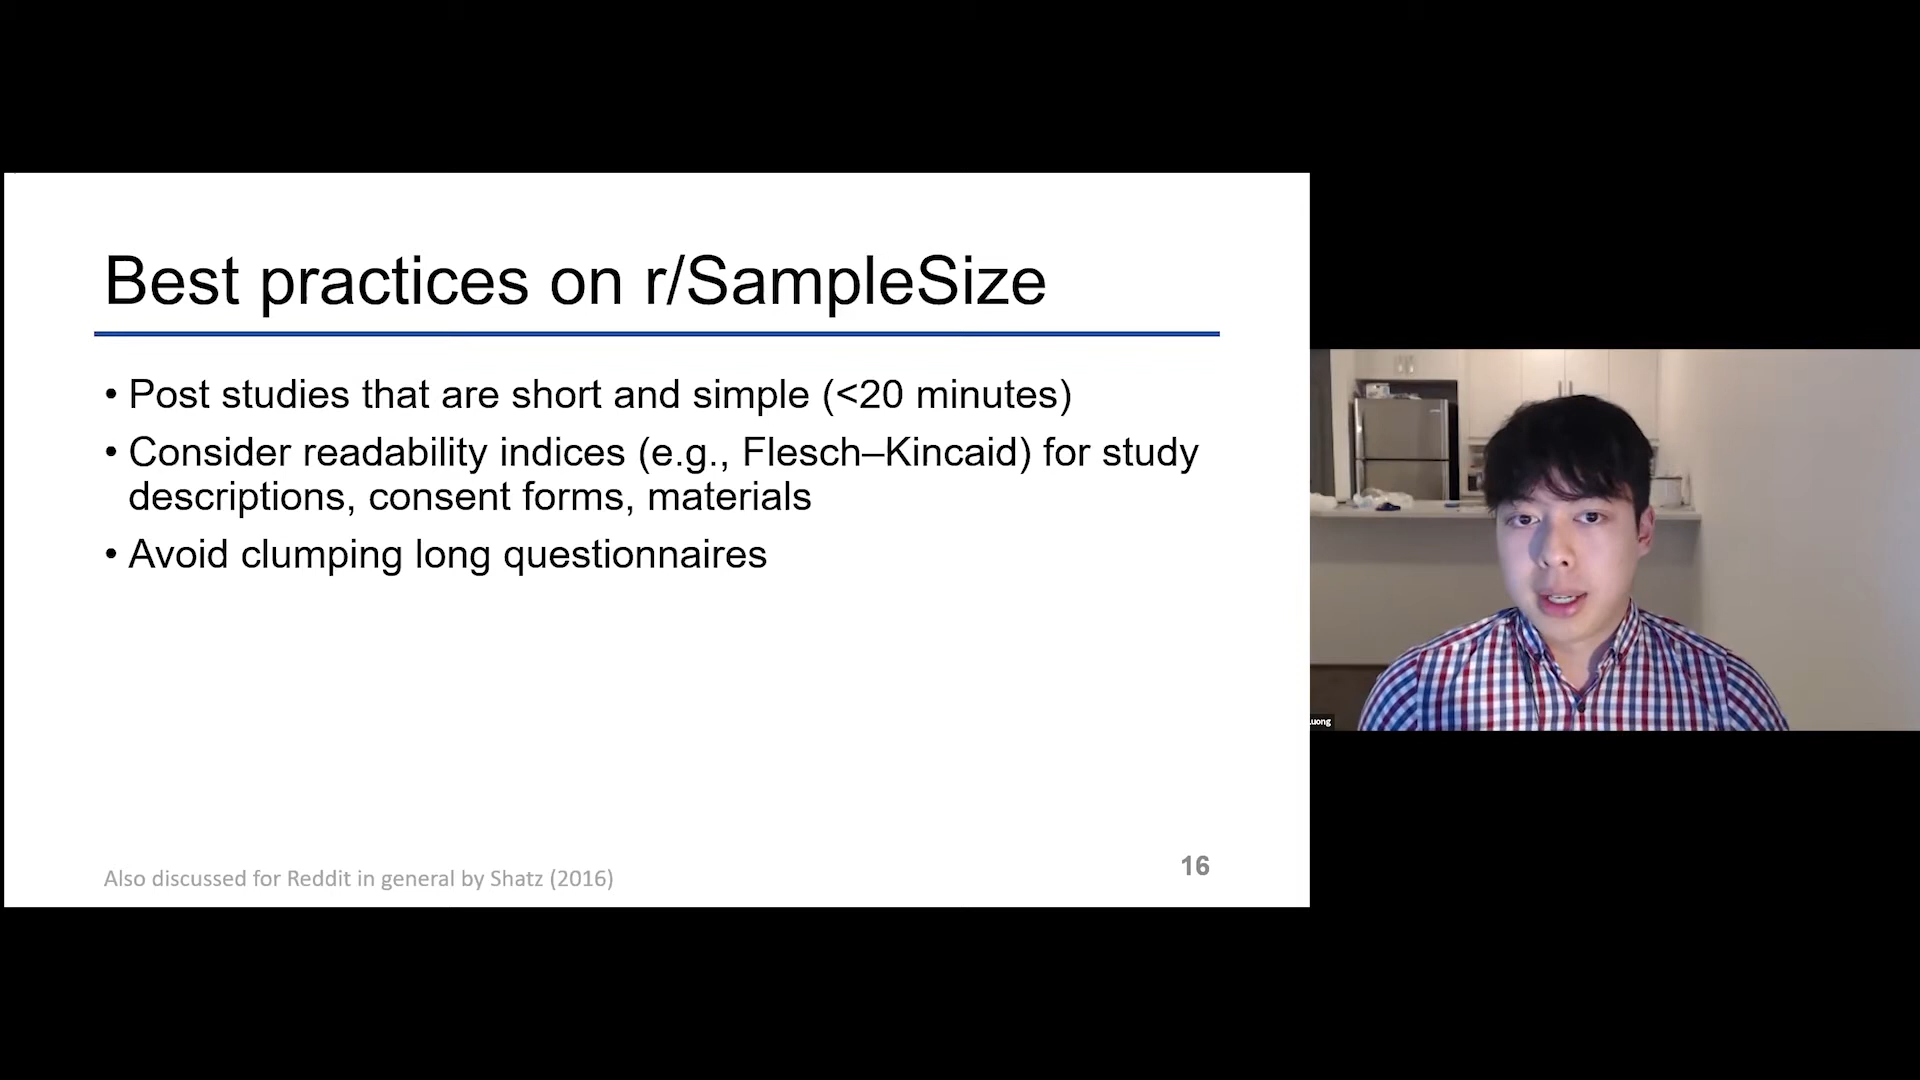 Best practices on r/SampleSize
• Post studies that are short and simple (<20 minutes)
• Consider readability indices (e.g., Flesch–Kincaid) for study
descriptions, consent forms, materials
• Avoid clumping long questionnaires
Also discussed for Reddit in general by Shatz (2016)
16